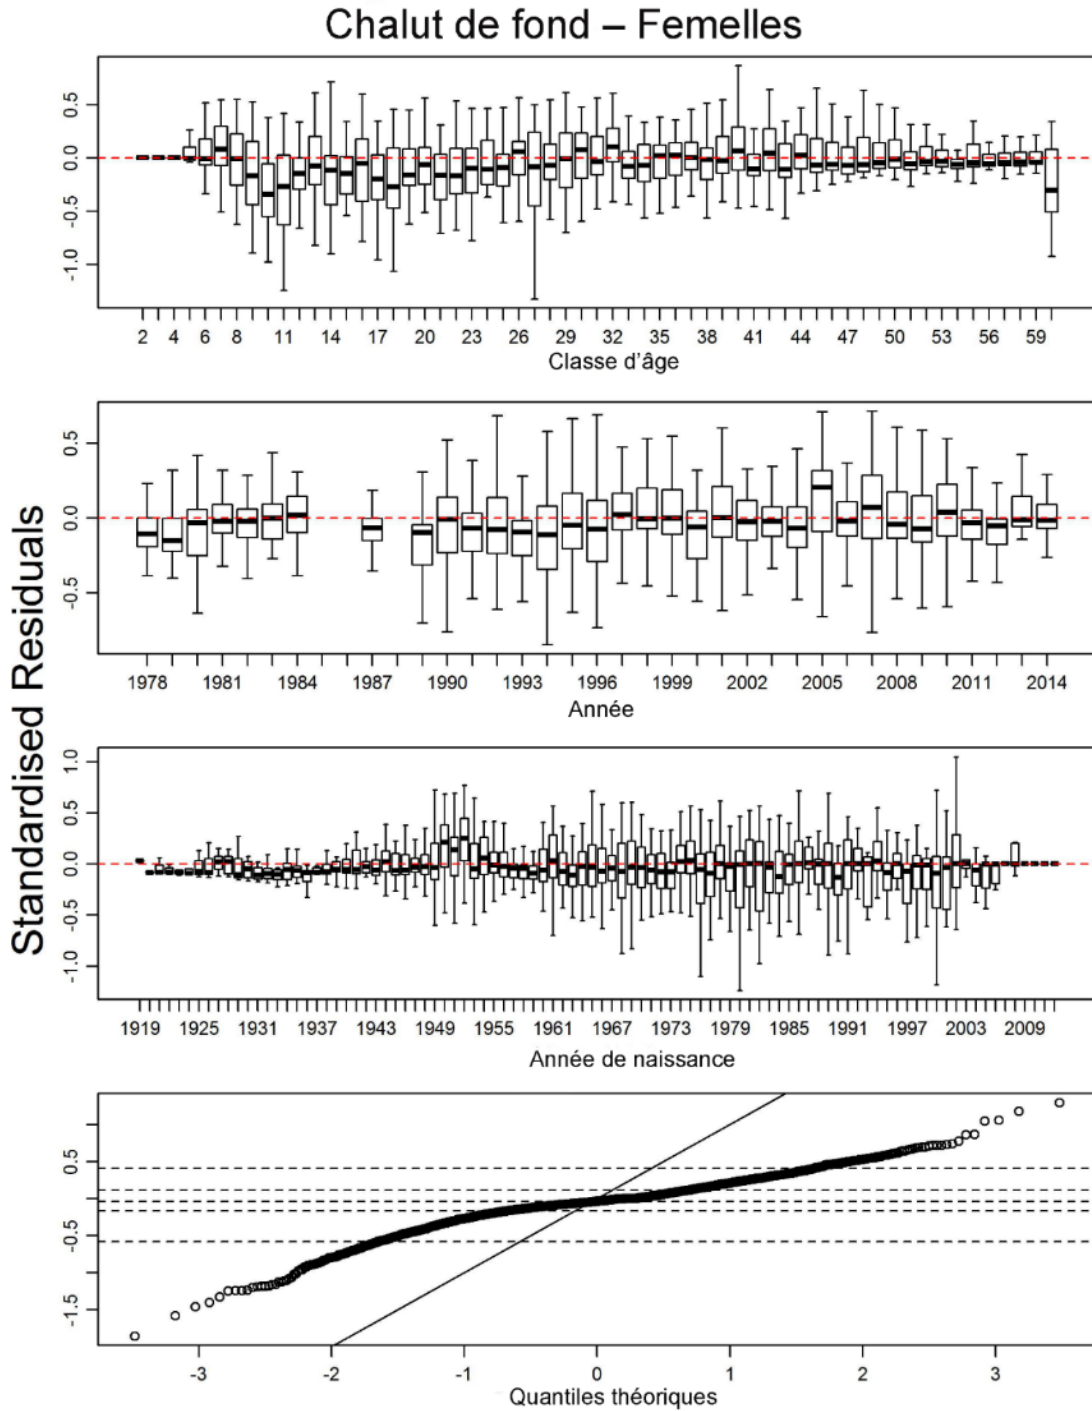 Chalut de fond – Femelles
Standardised Residuals
0.5
0.0
-0.5
-1.0
2 4 6 8 11 14 17 20 23 26 29 32 35 38 41 44 47 50 53 56 59
Classe d'âge
0.5
0.0
-0.5
1978 1981 1984 1987 1990 1993 1996 1999 2002 2005 2008 2011 2014
Année
1.0
0.5
0.0
-0.5
-1.0
1919 1925 1931 1937 1943 1949 1955 1961 1967 1973 1979 1985 1991 1997 2003 2009
Année de naissance
0.5
-0.5
-1.5
-3 -2 -1 0 1 2 3
Quantiles théoriques